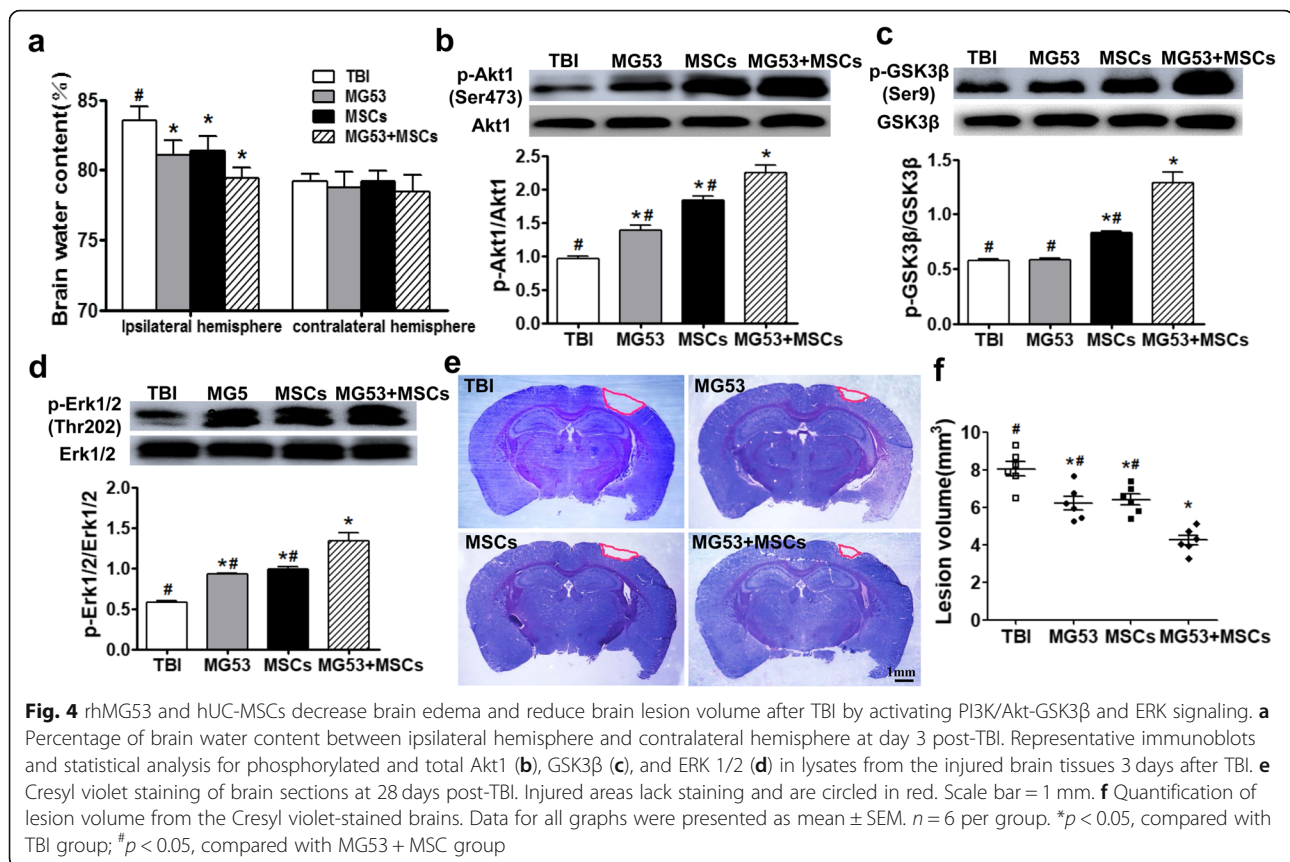 a
TBI
MG53
MSCs
MG53+MSCs
Brain water content(%)
85
80
75
70
#
*
*
*
Ipsilateral hemisphere
contralateral hemisphere
b
TBI MG53 MSCs MG53+MSCs
p-Akt1
(Ser473)
Akt1
p-Akt1/Akt1
2.5
2.0
1.5
1.0
0.5
0.0
#
*#
*#
*
TBI MG53 MSCs MG53+MSCs
c
TBI MG53 MSCs MG53+MSCs
p-GSK3β
(Ser9)
GSK3β
p-GSK3β/GSK3β
1.5
1.0
0.5
0.0
#
#
*#
*
TBI MG53 MSCs MG53+MSCs
d
TBI MG5 MSCs MG53+MSCs
p-Erk1/2
(Thr202)
Erk1/2
p-Erk1/2/Erk1/2
2.0
1.5
1.0
0.5
0.0
#
*#
*#
*
TBI MG53 MSCs MG53+MSCs
e
TBI
MG53
MSCs
MG53+MSCs
1mm
f
Lesion volume(mm³)
10
8
6
4
2
0
#
*#
*#
*
TBI MG53 MSCs MG53+MSCs
Fig. 4 rhMG53 and hUC-MSCs decrease brain edema and reduce brain lesion volume after TBI by activating PI3K/Akt-GSK3β and ERK signaling. a
Percentage of brain water content between ipsilateral hemisphere and contralateral hemisphere at day 3 post-TBI. Representative immunoblots
and statistical analysis for phosphorylated and total Akt1 (b), GSK3β (c), and ERK 1/2 (d) in lysates from the injured brain tissues 3 days after TBI. e
Cresyl violet staining of brain sections at 28 days post-TBI. Injured areas lack staining and are circled in red. Scale bar = 1 mm. f Quantification of
lesion volume from the Cresyl violet-stained brains. Data for all graphs were presented as mean ± SEM. n = 6 per group. *p < 0.05, compared with
TBI group; #p < 0.05, compared with MG53 + MSC group